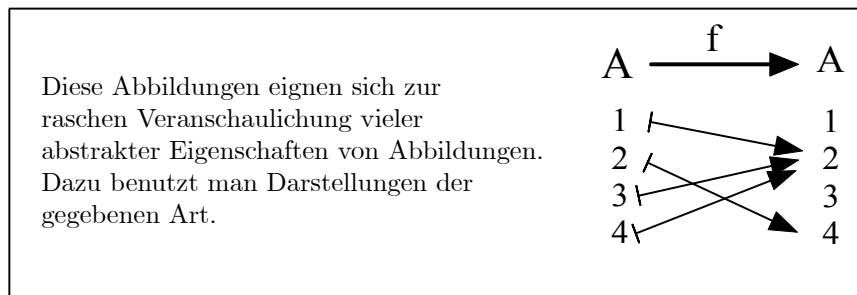 Diese Abbildungen eignen sich zur
raschen Veranschaulichung vieler
abstrakter Eigenschaften von Abbildungen.
Dazu benutzt man Darstellungen der
gegebenen Art.
f
A A
1 1
2 2
3 3
4 4